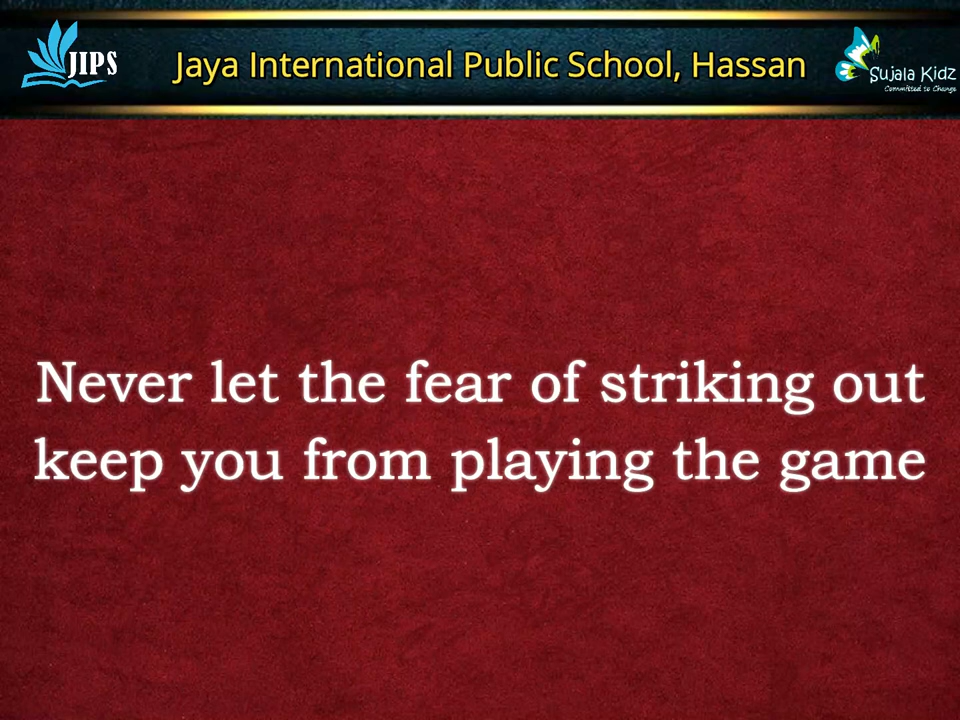 JIPS
Jaya International Public School, Hassan
Sujala Kidz
Committed to Change
Never let the fear of striking out
keep you from playing the game